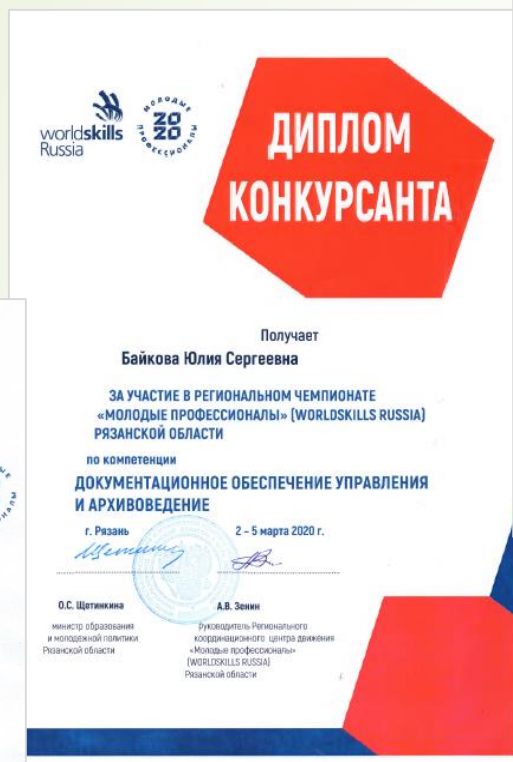 worldskills
Russia
МОЛОДЫЕ
2020
ПРОФЕССИОНАЛЫ
ДИПЛОМ
КОНКУРСАНТА
Получает
Байкова Юлия Сергеевна
ЗА УЧАСТИЕ В РЕГИОНАЛЬНОМ ЧЕМПИОНАТЕ
«МОЛОДЫЕ ПРОФЕССИОНАЛЫ» (WORLDSKILLS RUSSIA)
РЯЗАНСКОЙ ОБЛАСТИ
по компетенции
ДОКУМЕНТАЦИОННОЕ ОБЕСПЕЧЕНИЕ УПРАВЛЕНИЯ
И АРХИВОВЕДЕНИЕ
г. Рязань 2 – 5 марта 2020 г.
О.С. Щетинкина
министр образования
и молодежной политики
Рязанской области
А.В. Зенин
руководитель Регионального
координационного центра движения
«Молодые профессионалы»
(WORLDSKILLS RUSSIA)
Рязанской области